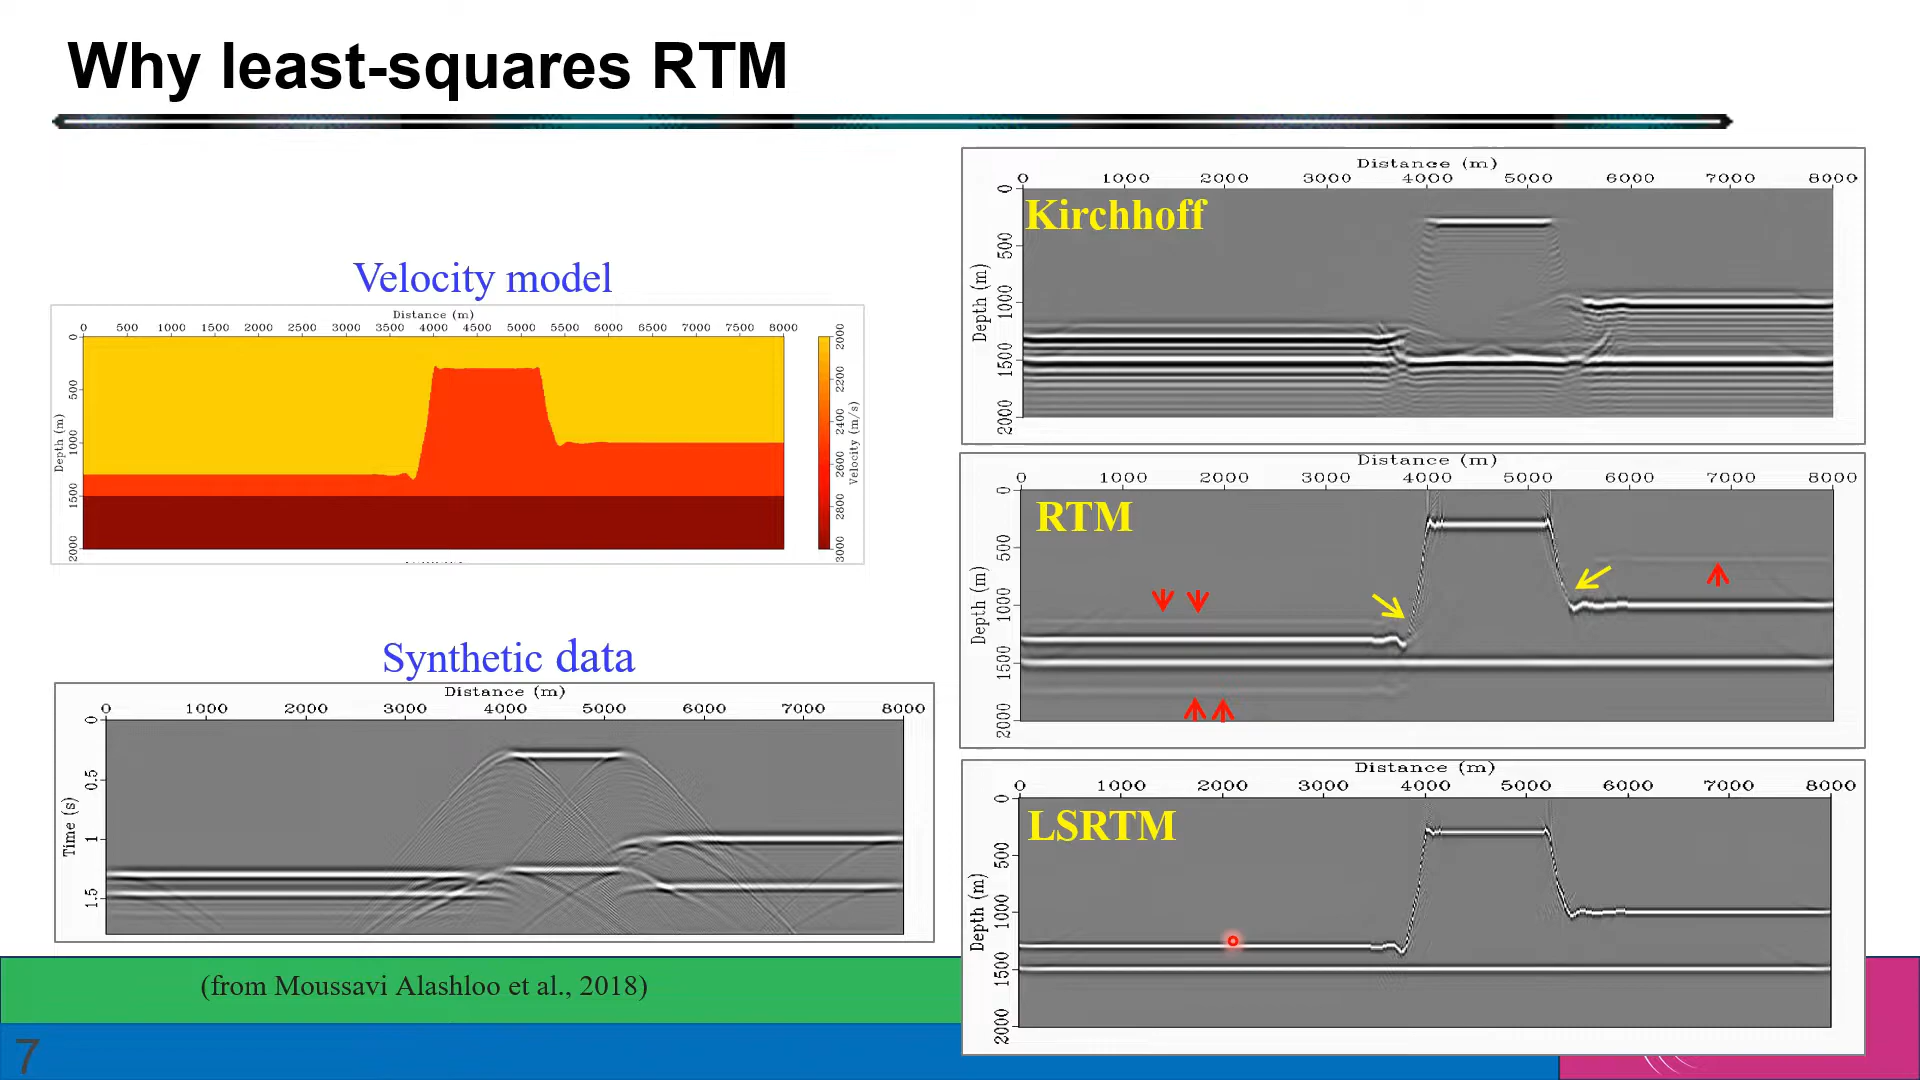 Why least-squares RTM
Velocity model
Distance (m)
0 500 1000 1500 2000 2500 3000 3500 4000 4500 5000 5500 6000 6500 7000 7500 8000
Depth (m)
0
500
1000
1500
2000
2000
2200
2400
2600
2800
3000
Velocity (m/s)
Synthetic data
Distance (m)
0 1000 2000 3000 4000 5000 6000 7000 8000
Time (s)
0
0.5
1
1.5
(from Moussavi Alashloo et al., 2018)
7
Distance (m)
0 1000 2000 3000 4000 5000 6000 7000 8000
Kirchhoff
Depth (m)
0
500
1000
1500
2000
Distance (m)
0 1000 2000 3000 4000 5000 6000 7000 8000
RTM
Depth (m)
0
500
1000
1500
2000
Distance (m)
0 1000 2000 3000 4000 5000 6000 7000 8000
LSRTM
Depth (m)
0
500
1000
1500
2000